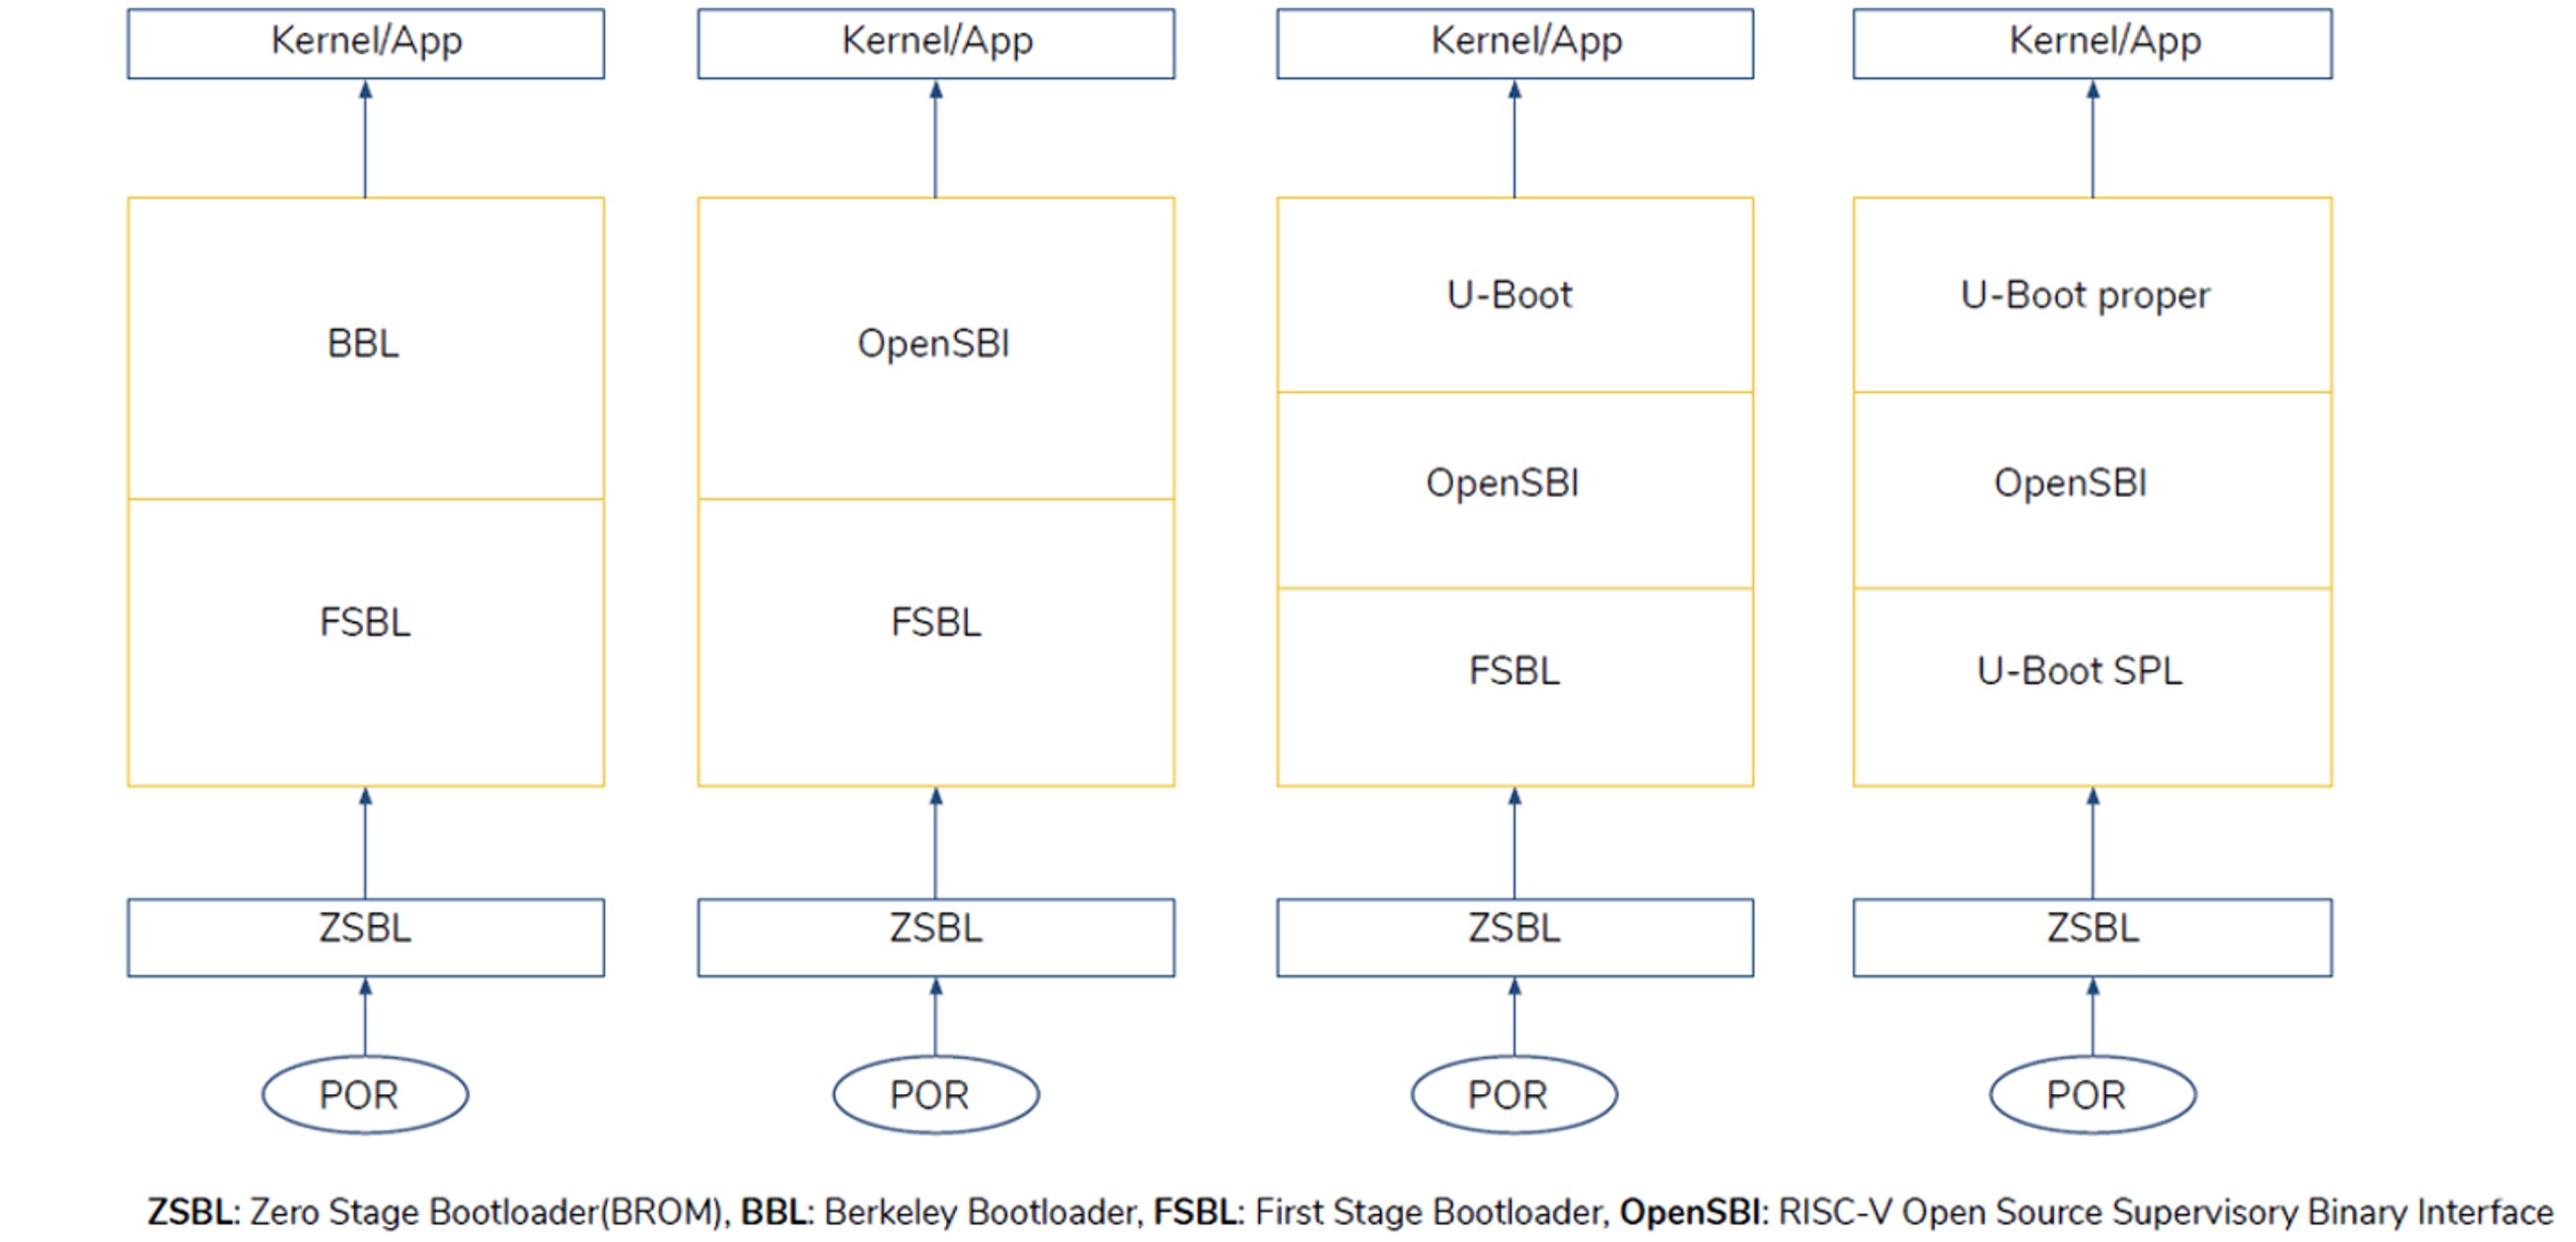 Kernel/App
Kernel/App
Kernel/App
Kernel/App
BBL
OpenSBI
U-Boot
U-Boot proper
OpenSBI
OpenSBI
FSBL
FSBL
FSBL
U-Boot SPL
ZSBL
ZSBL
ZSBL
ZSBL
POR
POR
POR
POR
ZSBL: Zero Stage Bootloader(BROM), BBL: Berkeley Bootloader, FSBL: First Stage Bootloader, OpenSBI: RISC-V Open Source Supervisory Binary Interface